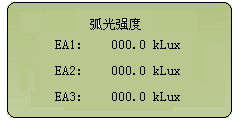 弧光强度
EA1: 000.0 kLux
EA2: 000.0 kLux
EA3: 000.0 kLux